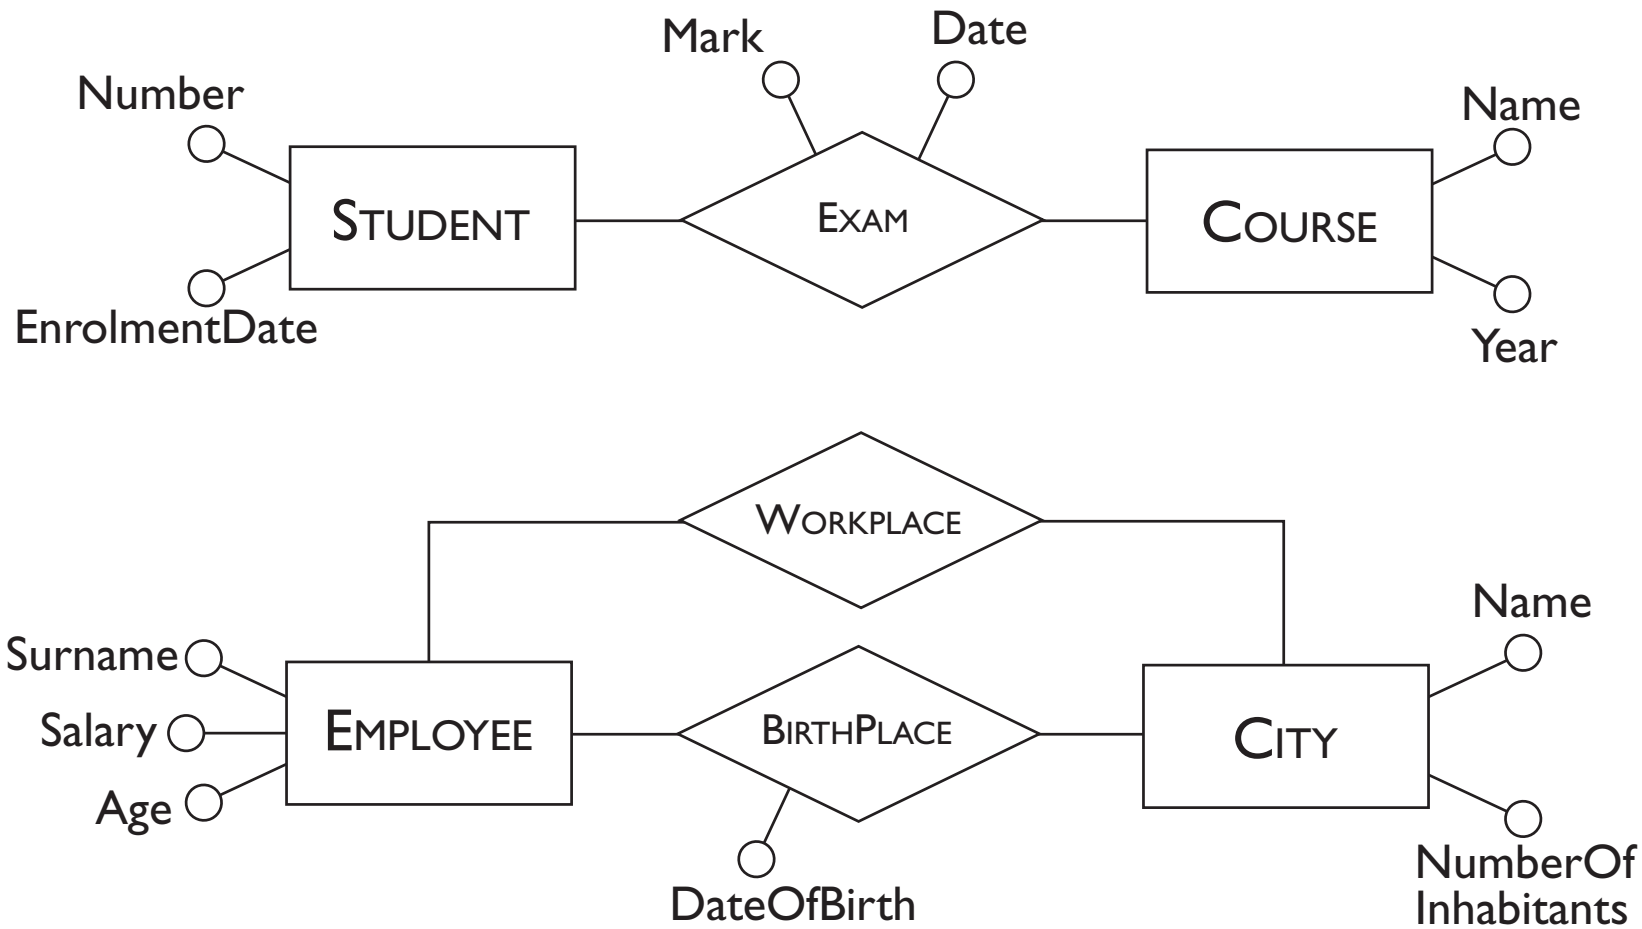 Mark
Date
Number
Name
STUDENT
EXAM
COURSE
EnrolmentDate
Year
WORKPLACE
Name
Surname
Salary
EMPLOYEE
BIRTHPLACE
CITY
Age
DateOfBirth
NumberOf
Inhabitants